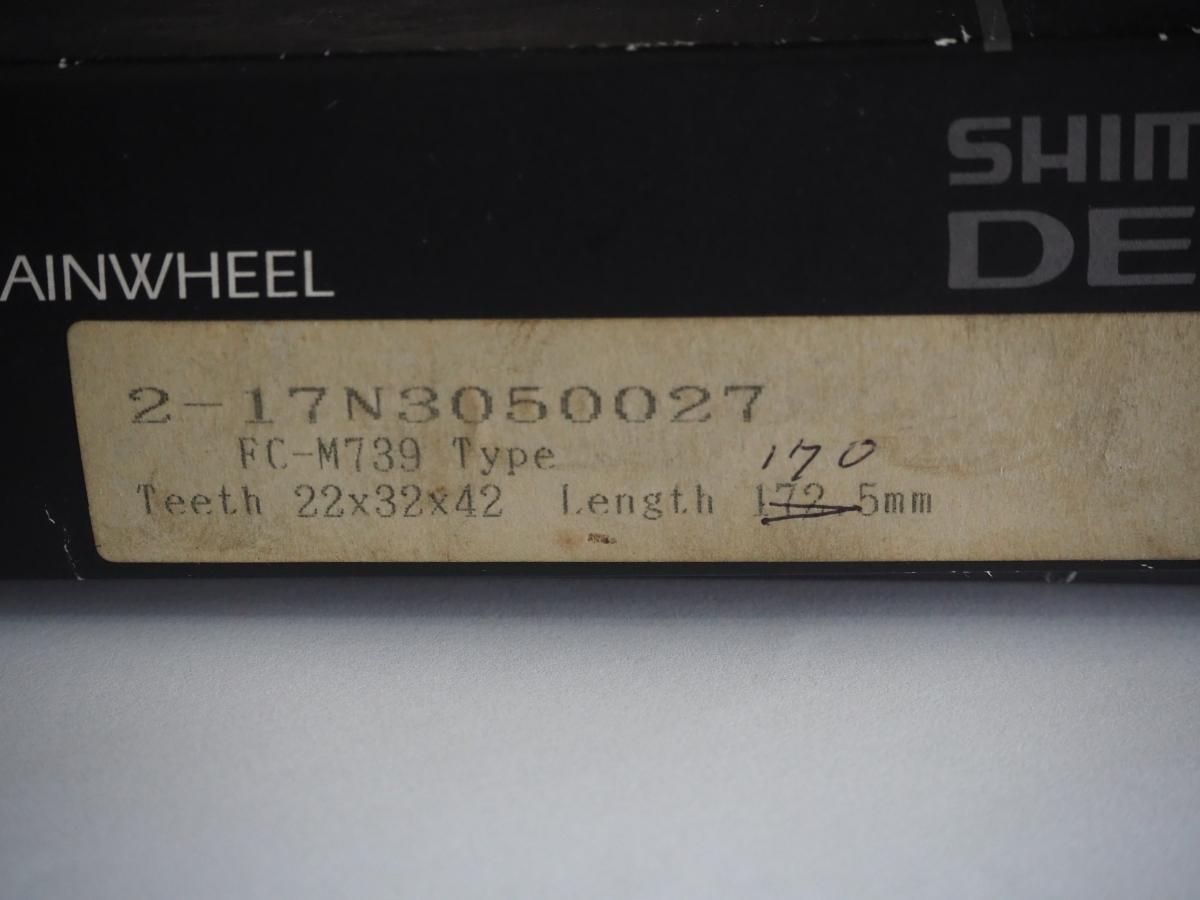 SHIM
DE
AINWHEEL
2-17N3050027
FC-M739 Type
170
Teeth 22x32x42 Length 172.5mm